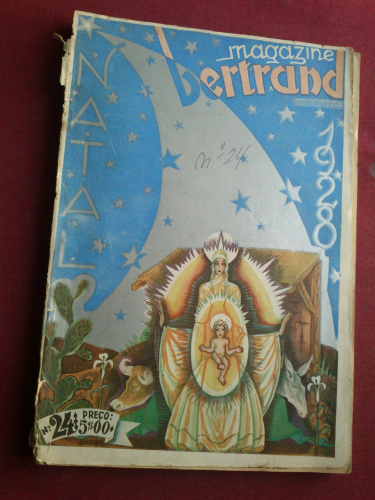 magazine
bertrand
NATAL
1928
nº 24
Nº 24
PREÇO:
5$00